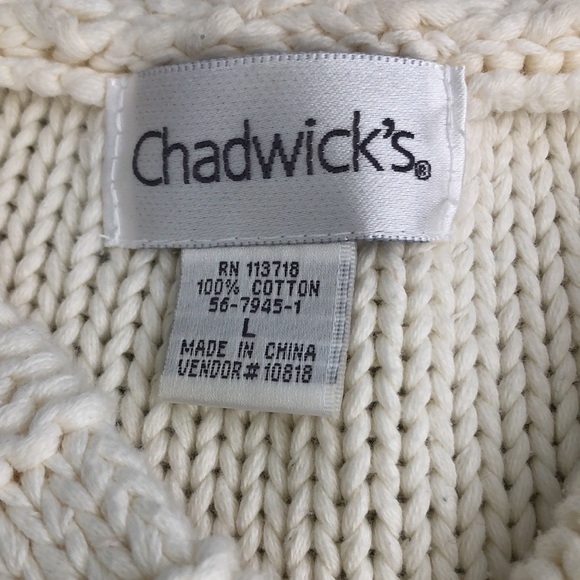 Chadwick's®
RN 113718
100% COTTON
56-7945-1
L
MADE IN CHINA
VENDOR# 10818